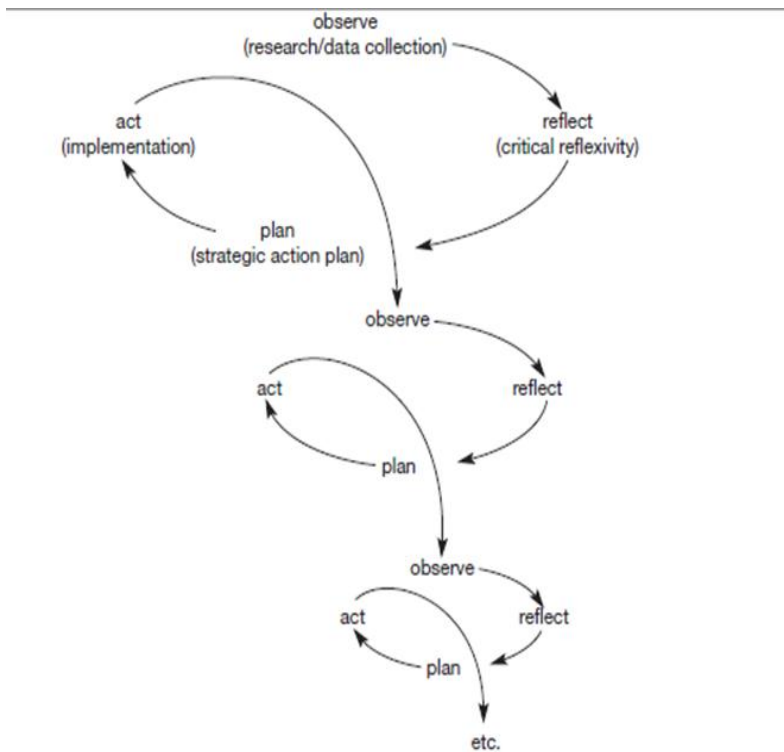 observe
(research/data collection)
act
(implementation)
reflect
(critical reflexivity)
plan
(strategic action plan)
observe
act
reflect
plan
observe
act
reflect
plan
etc.